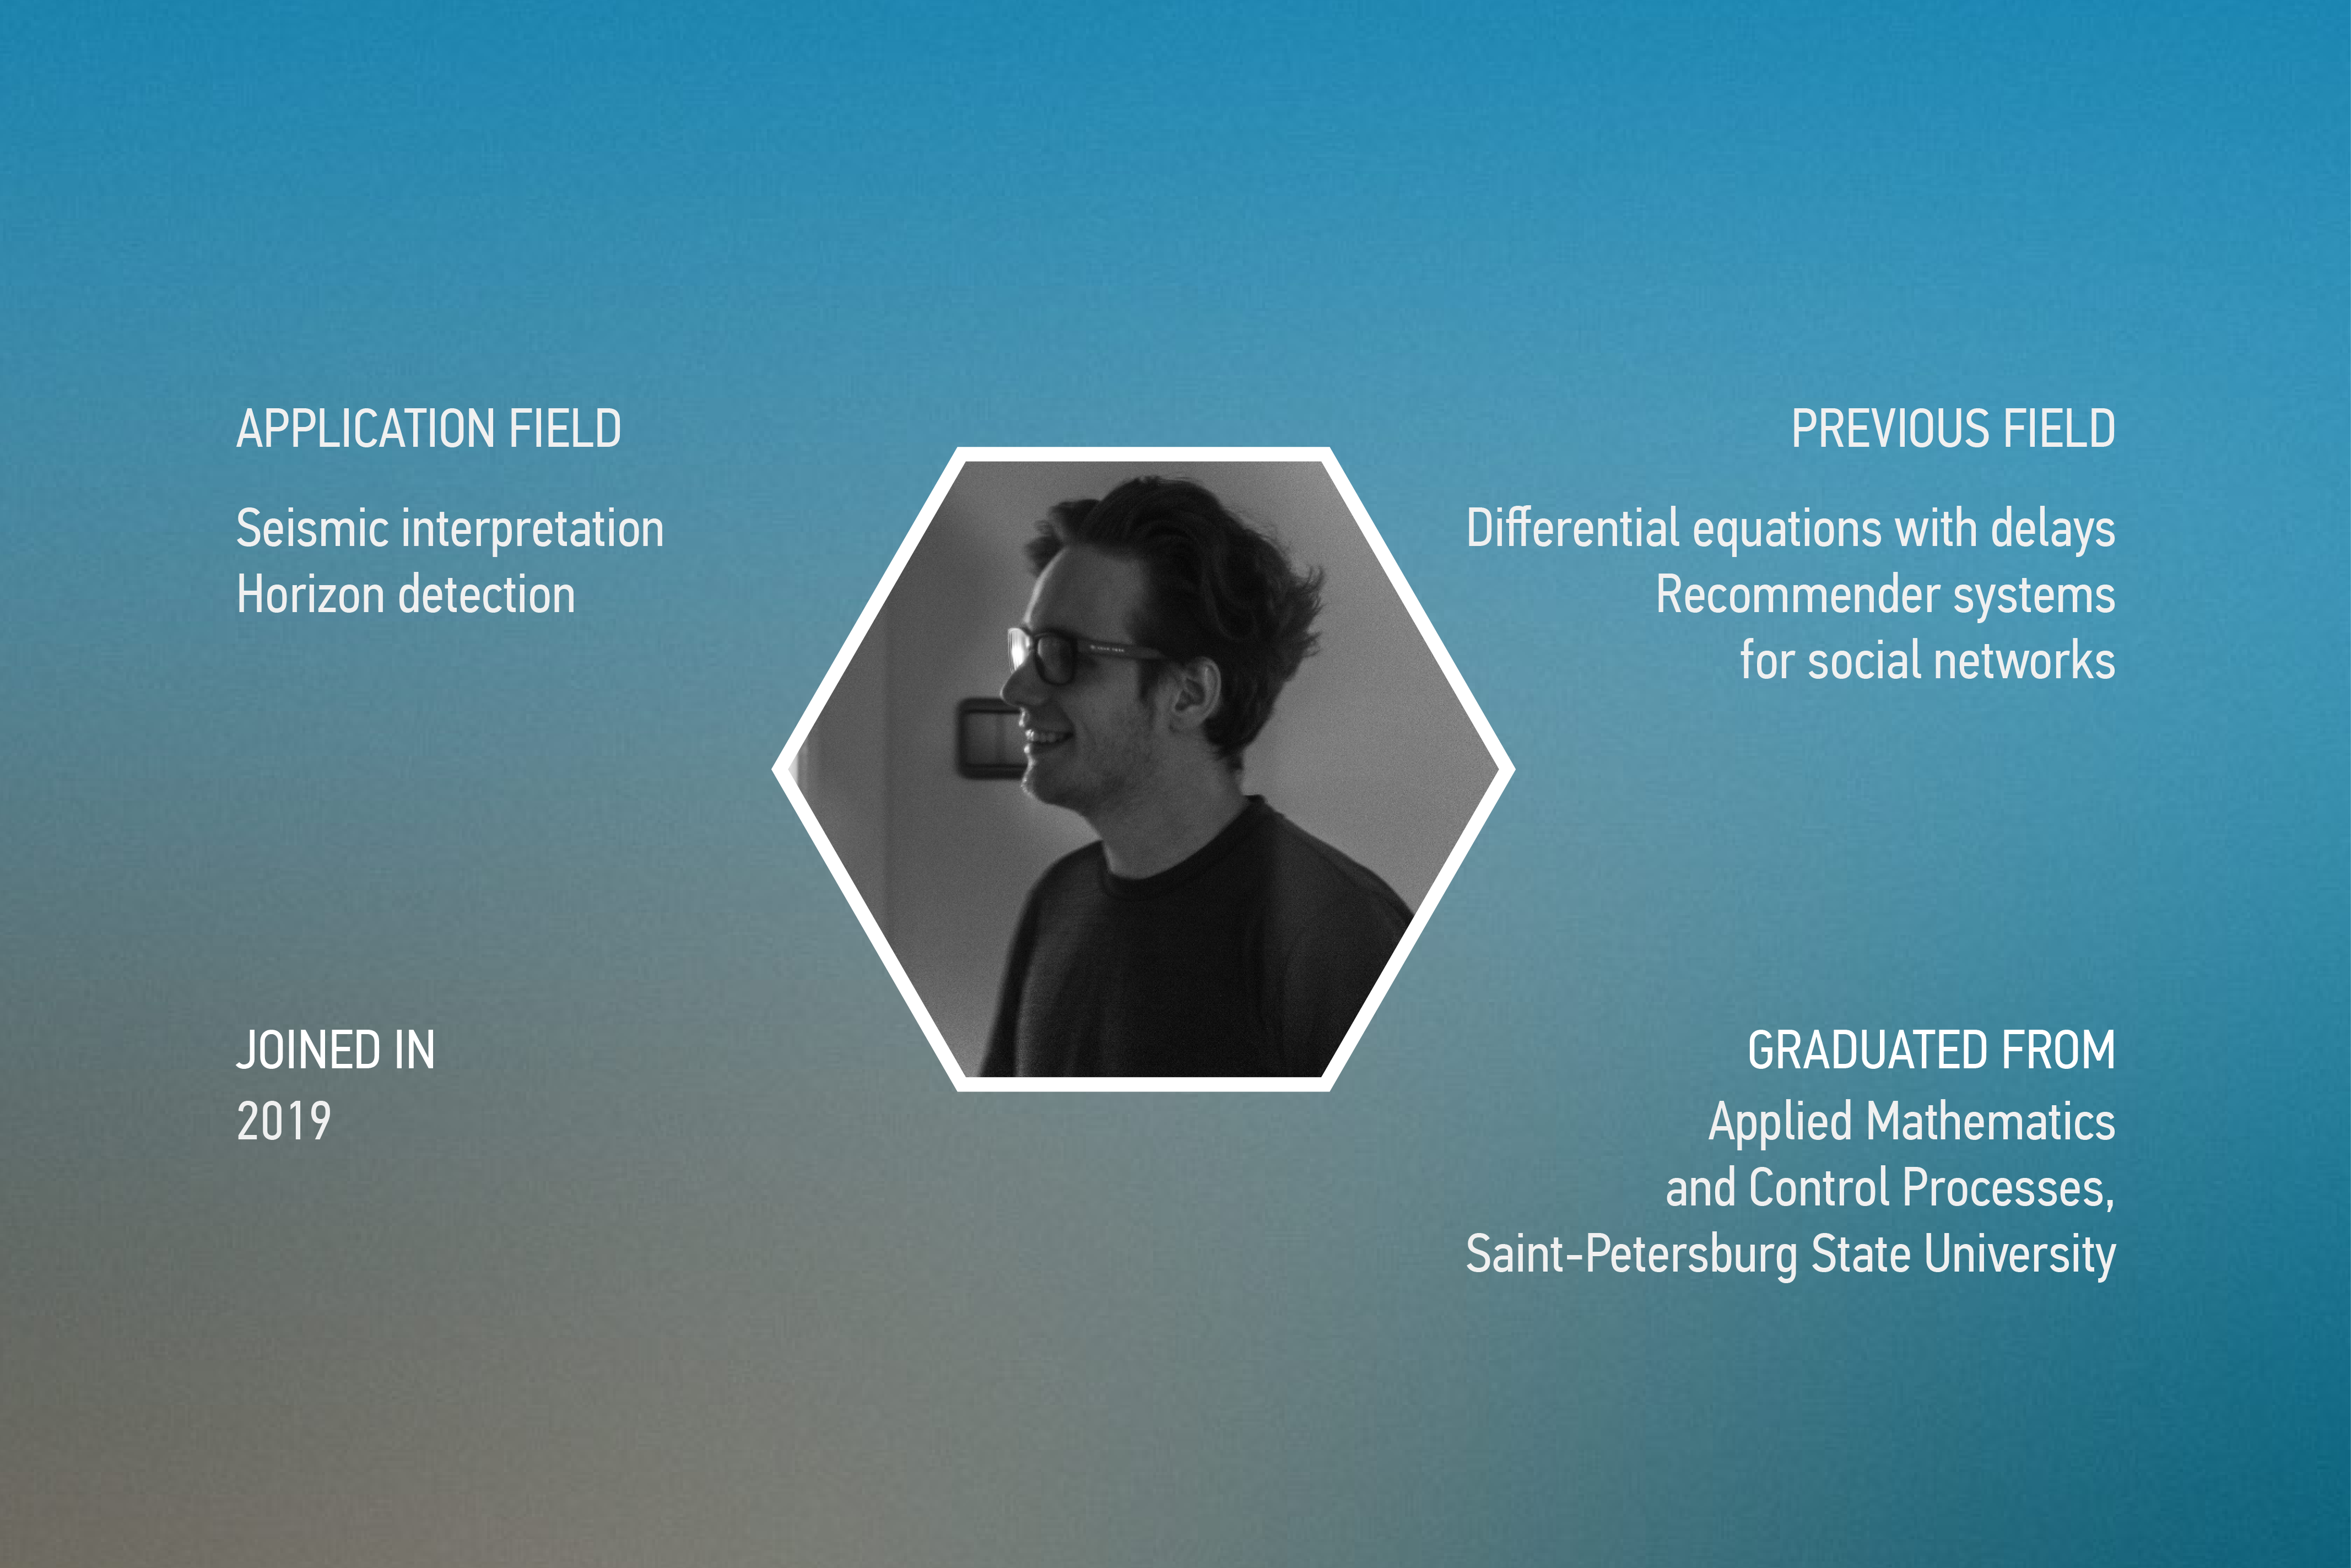 APPLICATION FIELD
Seismic interpretation
Horizon detection
PREVIOUS FIELD
Differential equations with delays
Recommender systems
for social networks
JOINED IN
2019
GRADUATED FROM
Applied Mathematics
and Control Processes,
Saint-Petersburg State University